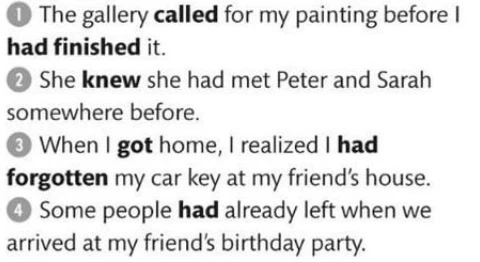 1 The gallery called for my painting before I
had finished it.
2 She knew she had met Peter and Sarah
somewhere before.
3 When I got home, I realized I had
forgotten my car key at my friend's house.
4 Some people had already left when we
arrived at my friend's birthday party.